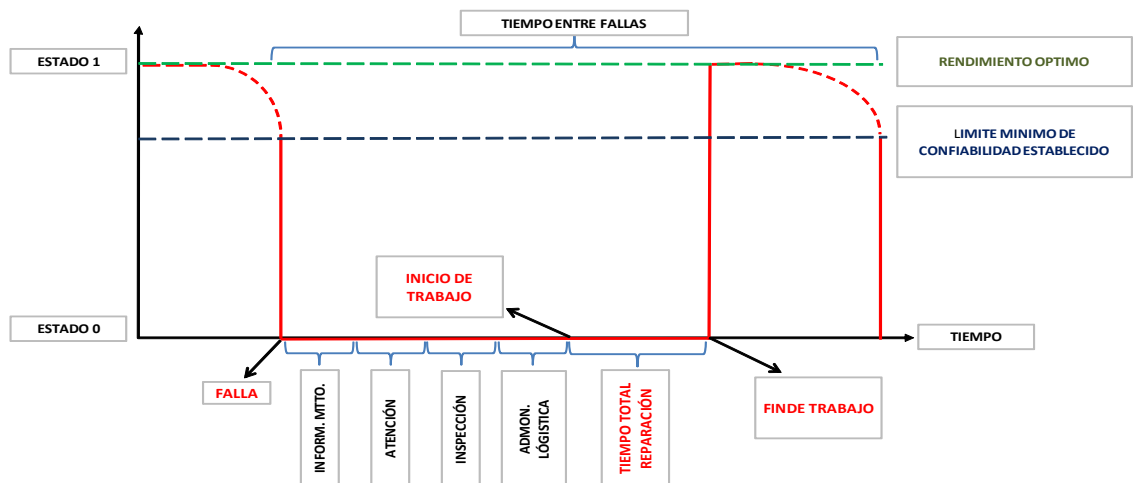 TIEMPO ENTRE FALLAS
ESTADO 1
RENDIMIENTO OPTIMO
LIMITE MINIMO DE
CONFIABILIDAD ESTABLECIDO
INICIO DE
TRABAJO
ESTADO 0
TIEMPO
FALLA
INFORM. MTTO.
ATENCIÓN
INSPECCIÓN
ADMON.
LÓGISTICA
TIEMPO TOTAL
REPARACIÓN
FINDE TRABAJO